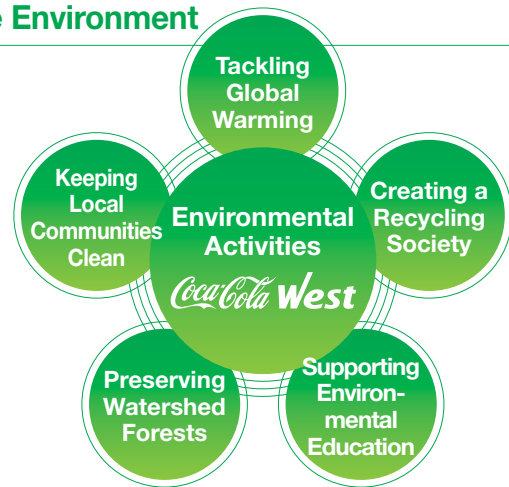 e Environment
Tackling
Global
Warming
Keeping
Local
Communities
Clean
Environmental
Activities
Coca-Cola West
Creating a
Recycling
Society
Preserving
Watershed
Forests
Supporting
Environ-
mental
Education